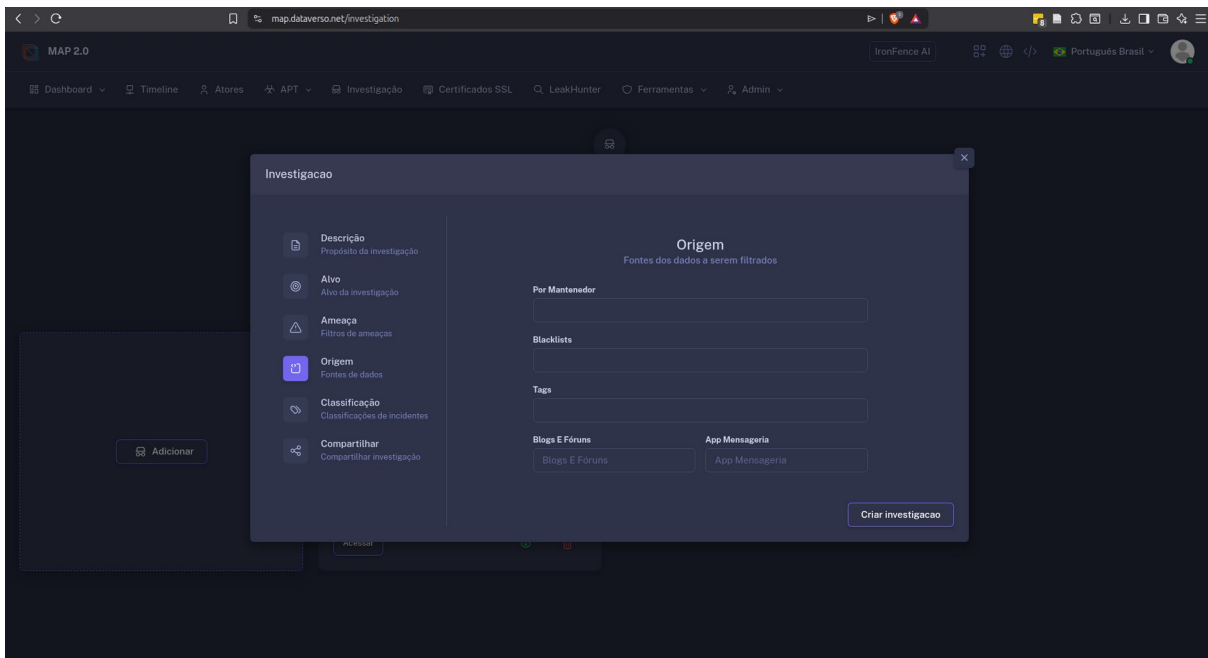 map.dataverso.net/investigation
MAP 2.0
IronFence AI
Português Brasil
Dashboard
Timeline
Atores
APT
Investigação
Certificados SSL
LeakHunter
Ferramentas
Admin
Investigacao
Descrição
Propósito da investigação
Alvo
Alvo da investigação
Ameaça
Filtros de ameaças
Origem
Fontes de dados
Classificação
Classificações de incidentes
Compartilhar
Compartilhar investigação
Origem
Fontes dos dados a serem filtrados
Por Mantenedor
Blacklists
Tags
Blogs E Fóruns
App Mensageria
Blogs E Fóruns
App Mensageria
Criar investigacao
Adicionar
Acessar